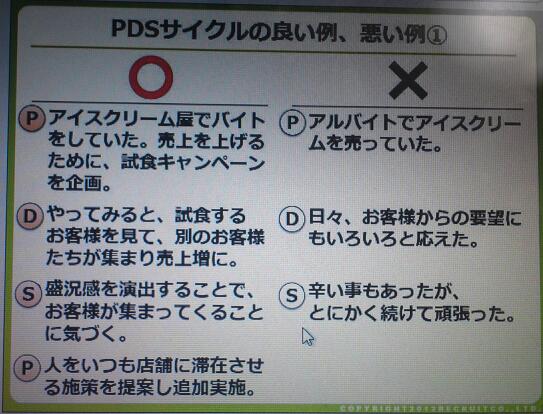 PDSサイクルの良い例、悪い例①
P アイスクリーム屋でバイト
をしていた。売上を上げる
ために、試食キャンペーン
を企画。
D やってみると、試食する
お客様を見て、別のお客様
たちが集まり売上増に。
S 盛況感を演出することで、
お客様が集まってくること
に気づく。
P 人をいつも店舗に滞在させ
る施策を提案し追加実施。
P アルバイトでアイスクリー
ムを売っていた。
D 日々、お客様からの要望に
もいろいろと応えた。
S 辛い事もあったが、
とにかく続けて頑張った。
COPYRIGHT2012RECRUITCO.,LTD.